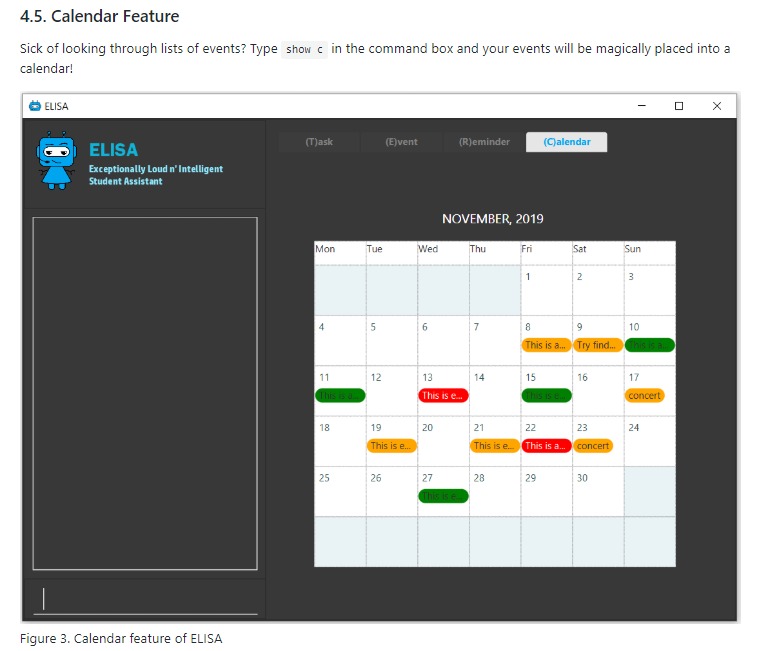 4.5. Calendar Feature
Sick of looking through lists of events? Type show c in the command box and your events will be magically placed into a
calendar!
ELISA
ELISA
Exceptionally Loud n' Intelligent
Student Assistant
(T)ask (E)vent (R)eminder (C)alendar
NOVEMBER, 2019
Mon Tue Wed Thu Fri Sat Sun
1 2 3
4 5 6 7 8 9 10
This is a... Try find... This is a...
11 12 13 14 15 16 17
This is a... This is e... This is e... concert
18 19 20 21 22 23 24
This is e... This is e... This is a... concert
25 26 27 28 29 30
This is e...
Figure 3. Calendar feature of ELISA